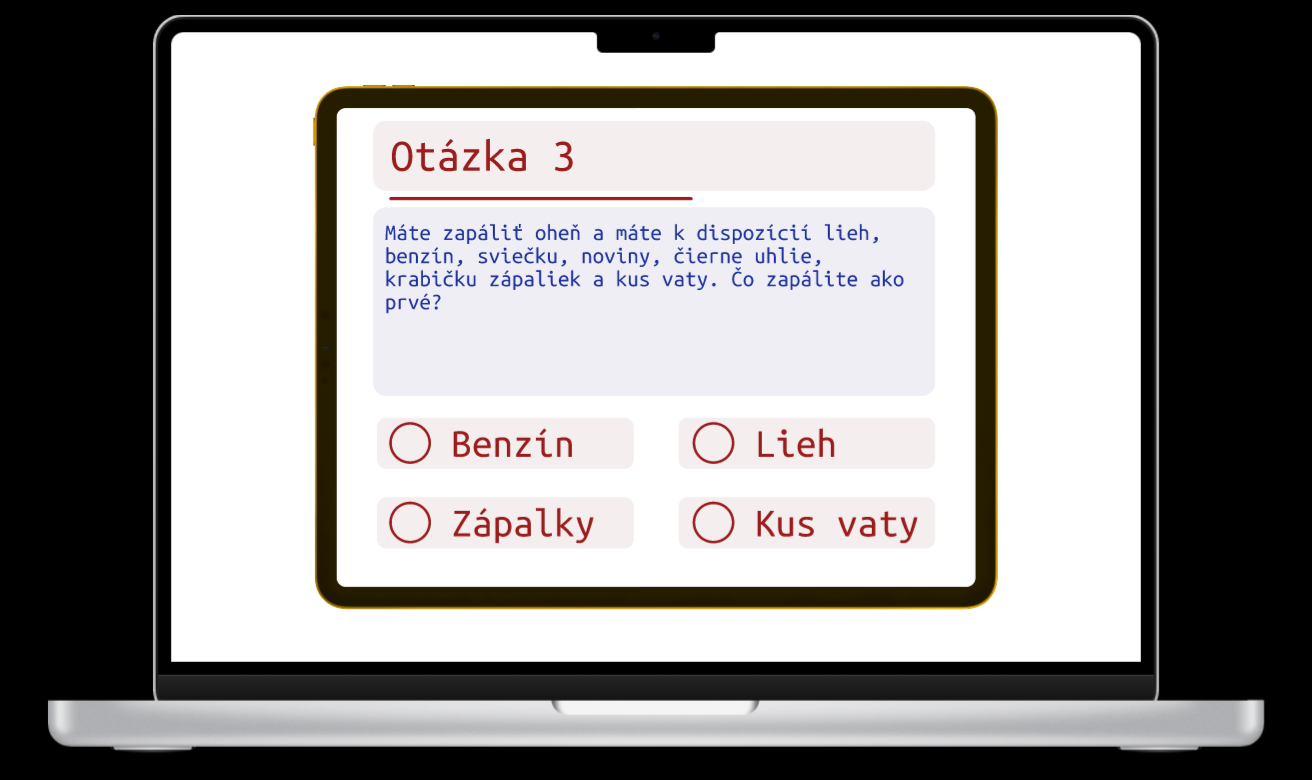 Otázka 3
Máte zapáliť oheň a máte k dispozícií lieh,
benzín, sviečku, noviny, čierne uhlie,
krabičku zápaliek a kus vaty. Čo zapálite ako
prvé?
Benzín
Lieh
Zápalky
Kus vaty